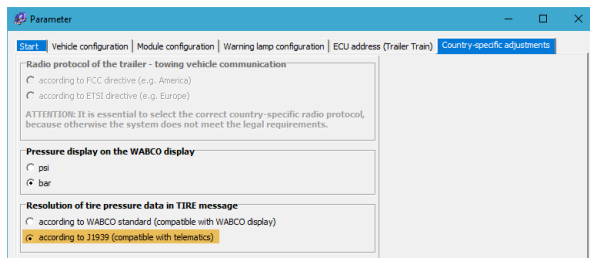 Parameter
Start Vehicle configuration Module configuration Warning lamp configuration ECU address (Trailer Train) Country-specific adjustments
Radio protocol of the trailer - towing vehicle communication
according to FCC directive (e.g. America)
according to ETSI directive (e.g. Europe)
ATTENTION: It is essential to select the correct country-specific radio protocol,
because otherwise the system does not meet the legal requirements.
Pressure display on the WABCO display
psi
bar
Resolution of tire pressure data in TIRE message
according to WABCO standard (compatible with WABCO display)
according to J1939 (compatible with telematics)